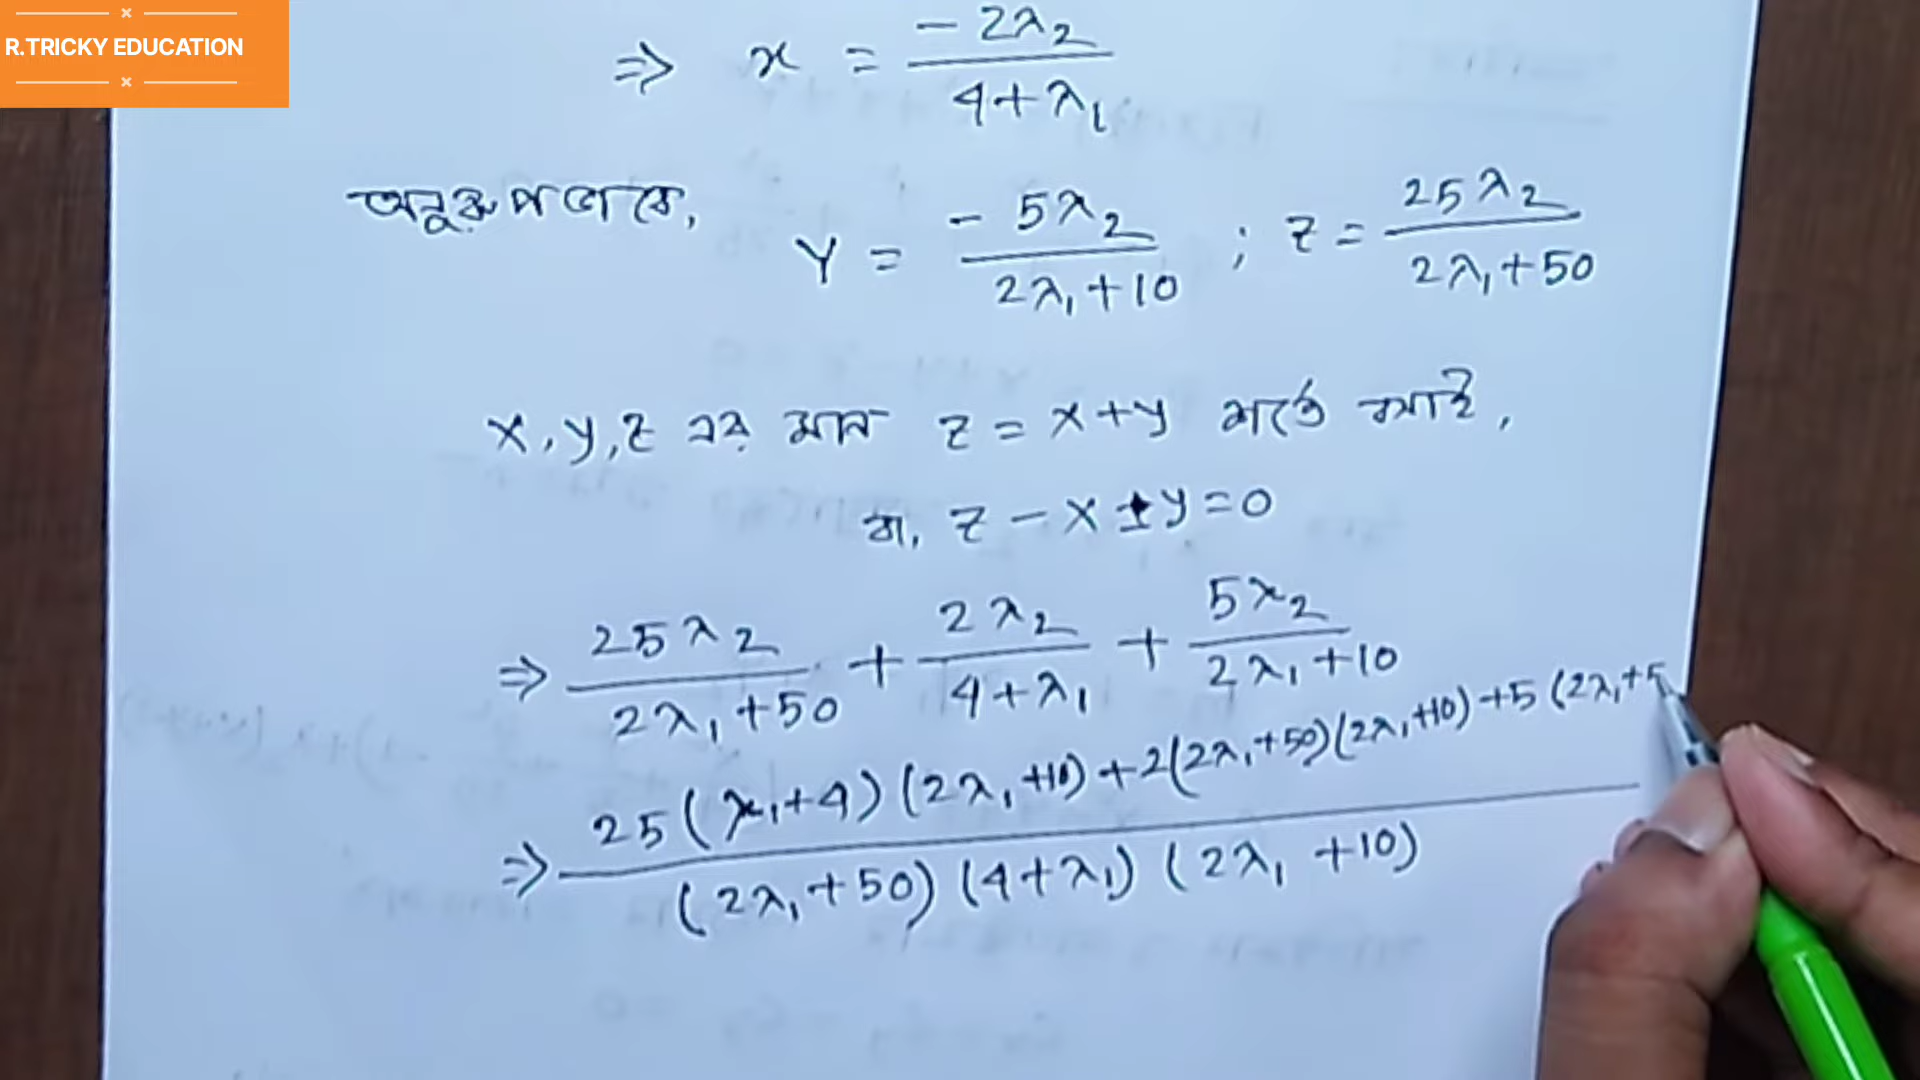 R.TRICKY EDUCATION
⇒ x = -2λ₂ / 4+λ₁
অনুরূপভাবে,
Y = -5λ₂ / 2λ₁+10 ; z = 25λ₂ / 2λ₁+50
x, y, z এর মান z = x+y শর্তে বসাই,
বা, z - x ± y = 0
⇒ 25λ₂ / 2λ₁+50 + 2λ₂ / 4+λ₁ + 5λ₂ / 2λ₁+10
⇒ 25(λ₁+4)(2λ₁+10)+2(2λ₁+50)(2λ₁+10)+5(2λ₁+5 / (2λ₁+50)(4+λ₁)(2λ₁+10)